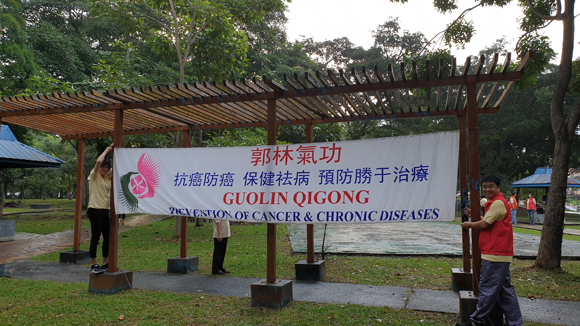 郭林氣功
抗癌防癌 保健祛病 預防勝于治療
GUOLIN QIGONG
PREVENTION OF CANCER & CHRONIC DISEASES